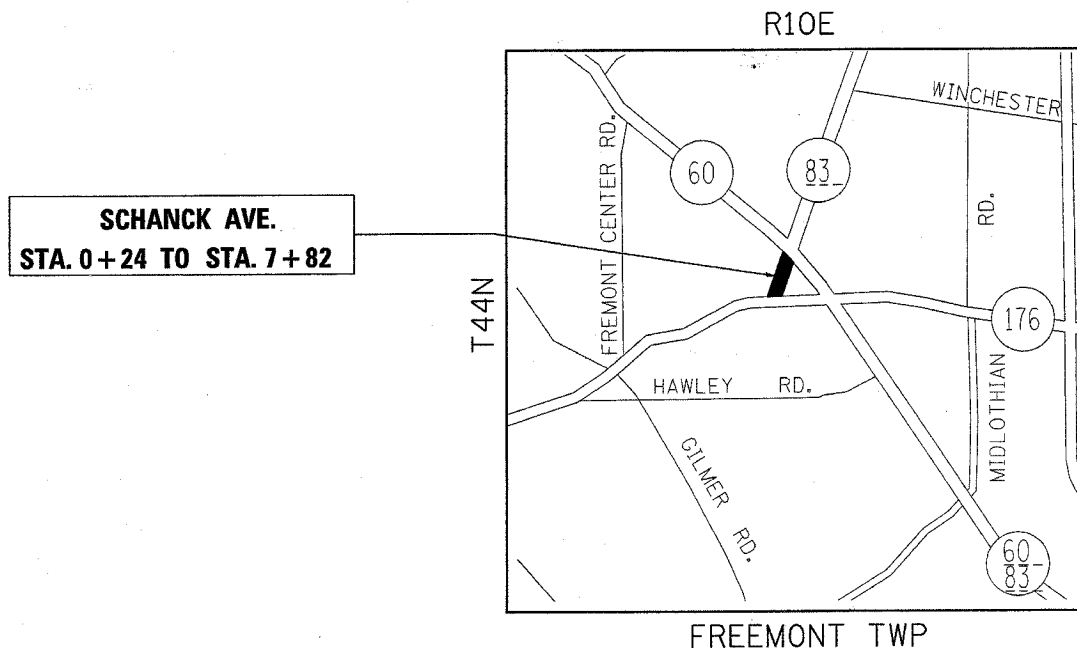 R10E
WINCHESTER
FREMONT CENTER RD.
60
83
RD.
SCHANCK AVE.
STA. 0+24 TO STA. 7+82
T44N
176
HAWLEY RD.
MIDLOTHIAN
GILMER RD.
60
83
FREEMONT TWP